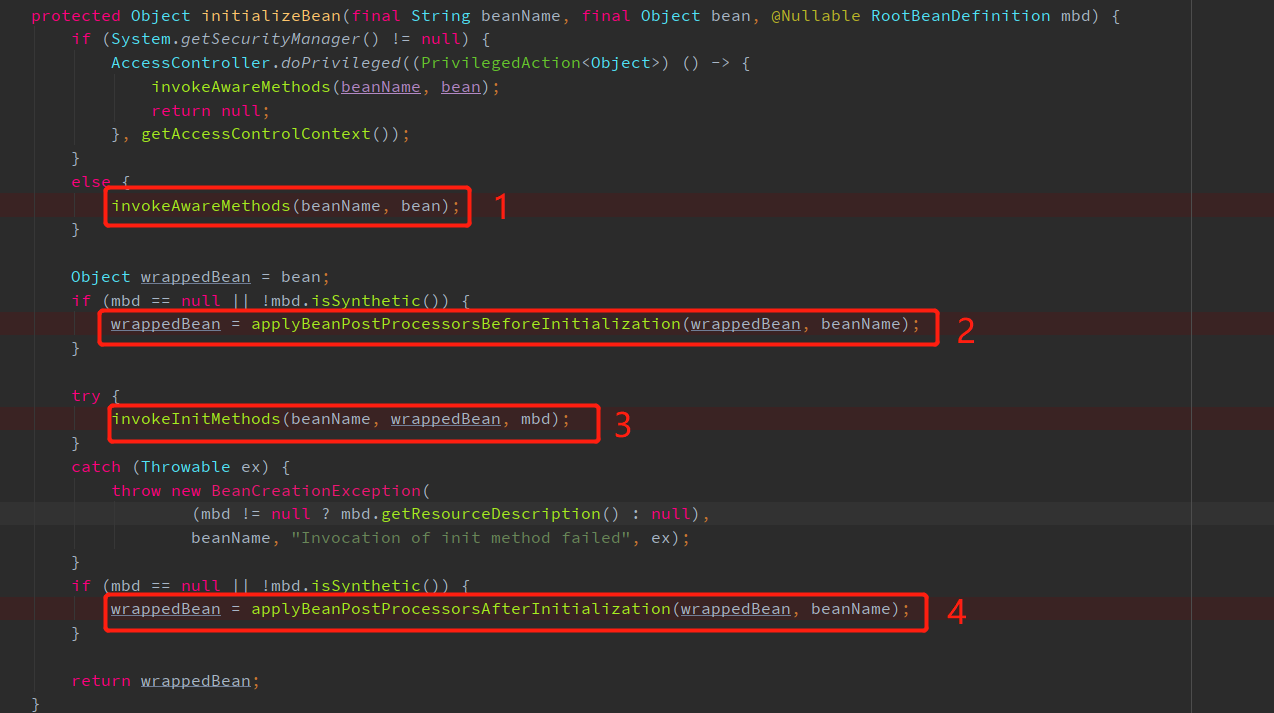 protected Object initializeBean(final String beanName, final Object bean, @Nullable RootBeanDefinition mbd) {
if (System.getSecurityManager() != null) {
AccessController.doPrivileged((PrivilegedAction<Object>) () -> {
invokeAwareMethods(beanName, bean);
return null;
}, getAccessControlContext());
}
else {
invokeAwareMethods(beanName, bean); 1
}
Object wrappedBean = bean;
if (mbd == null || !mbd.isSynthetic()) {
wrappedBean = applyBeanPostProcessorsBeforeInitialization(wrappedBean, beanName); 2
}
try {
invokeInitMethods(beanName, wrappedBean, mbd); 3
}
catch (Throwable ex) {
throw new BeanCreationException(
(mbd != null ? mbd.getResourceDescription() : null),
beanName, "Invocation of init method failed", ex);
}
if (mbd == null || !mbd.isSynthetic()) {
wrappedBean = applyBeanPostProcessorsAfterInitialization(wrappedBean, beanName); 4
}
return wrappedBean;
}